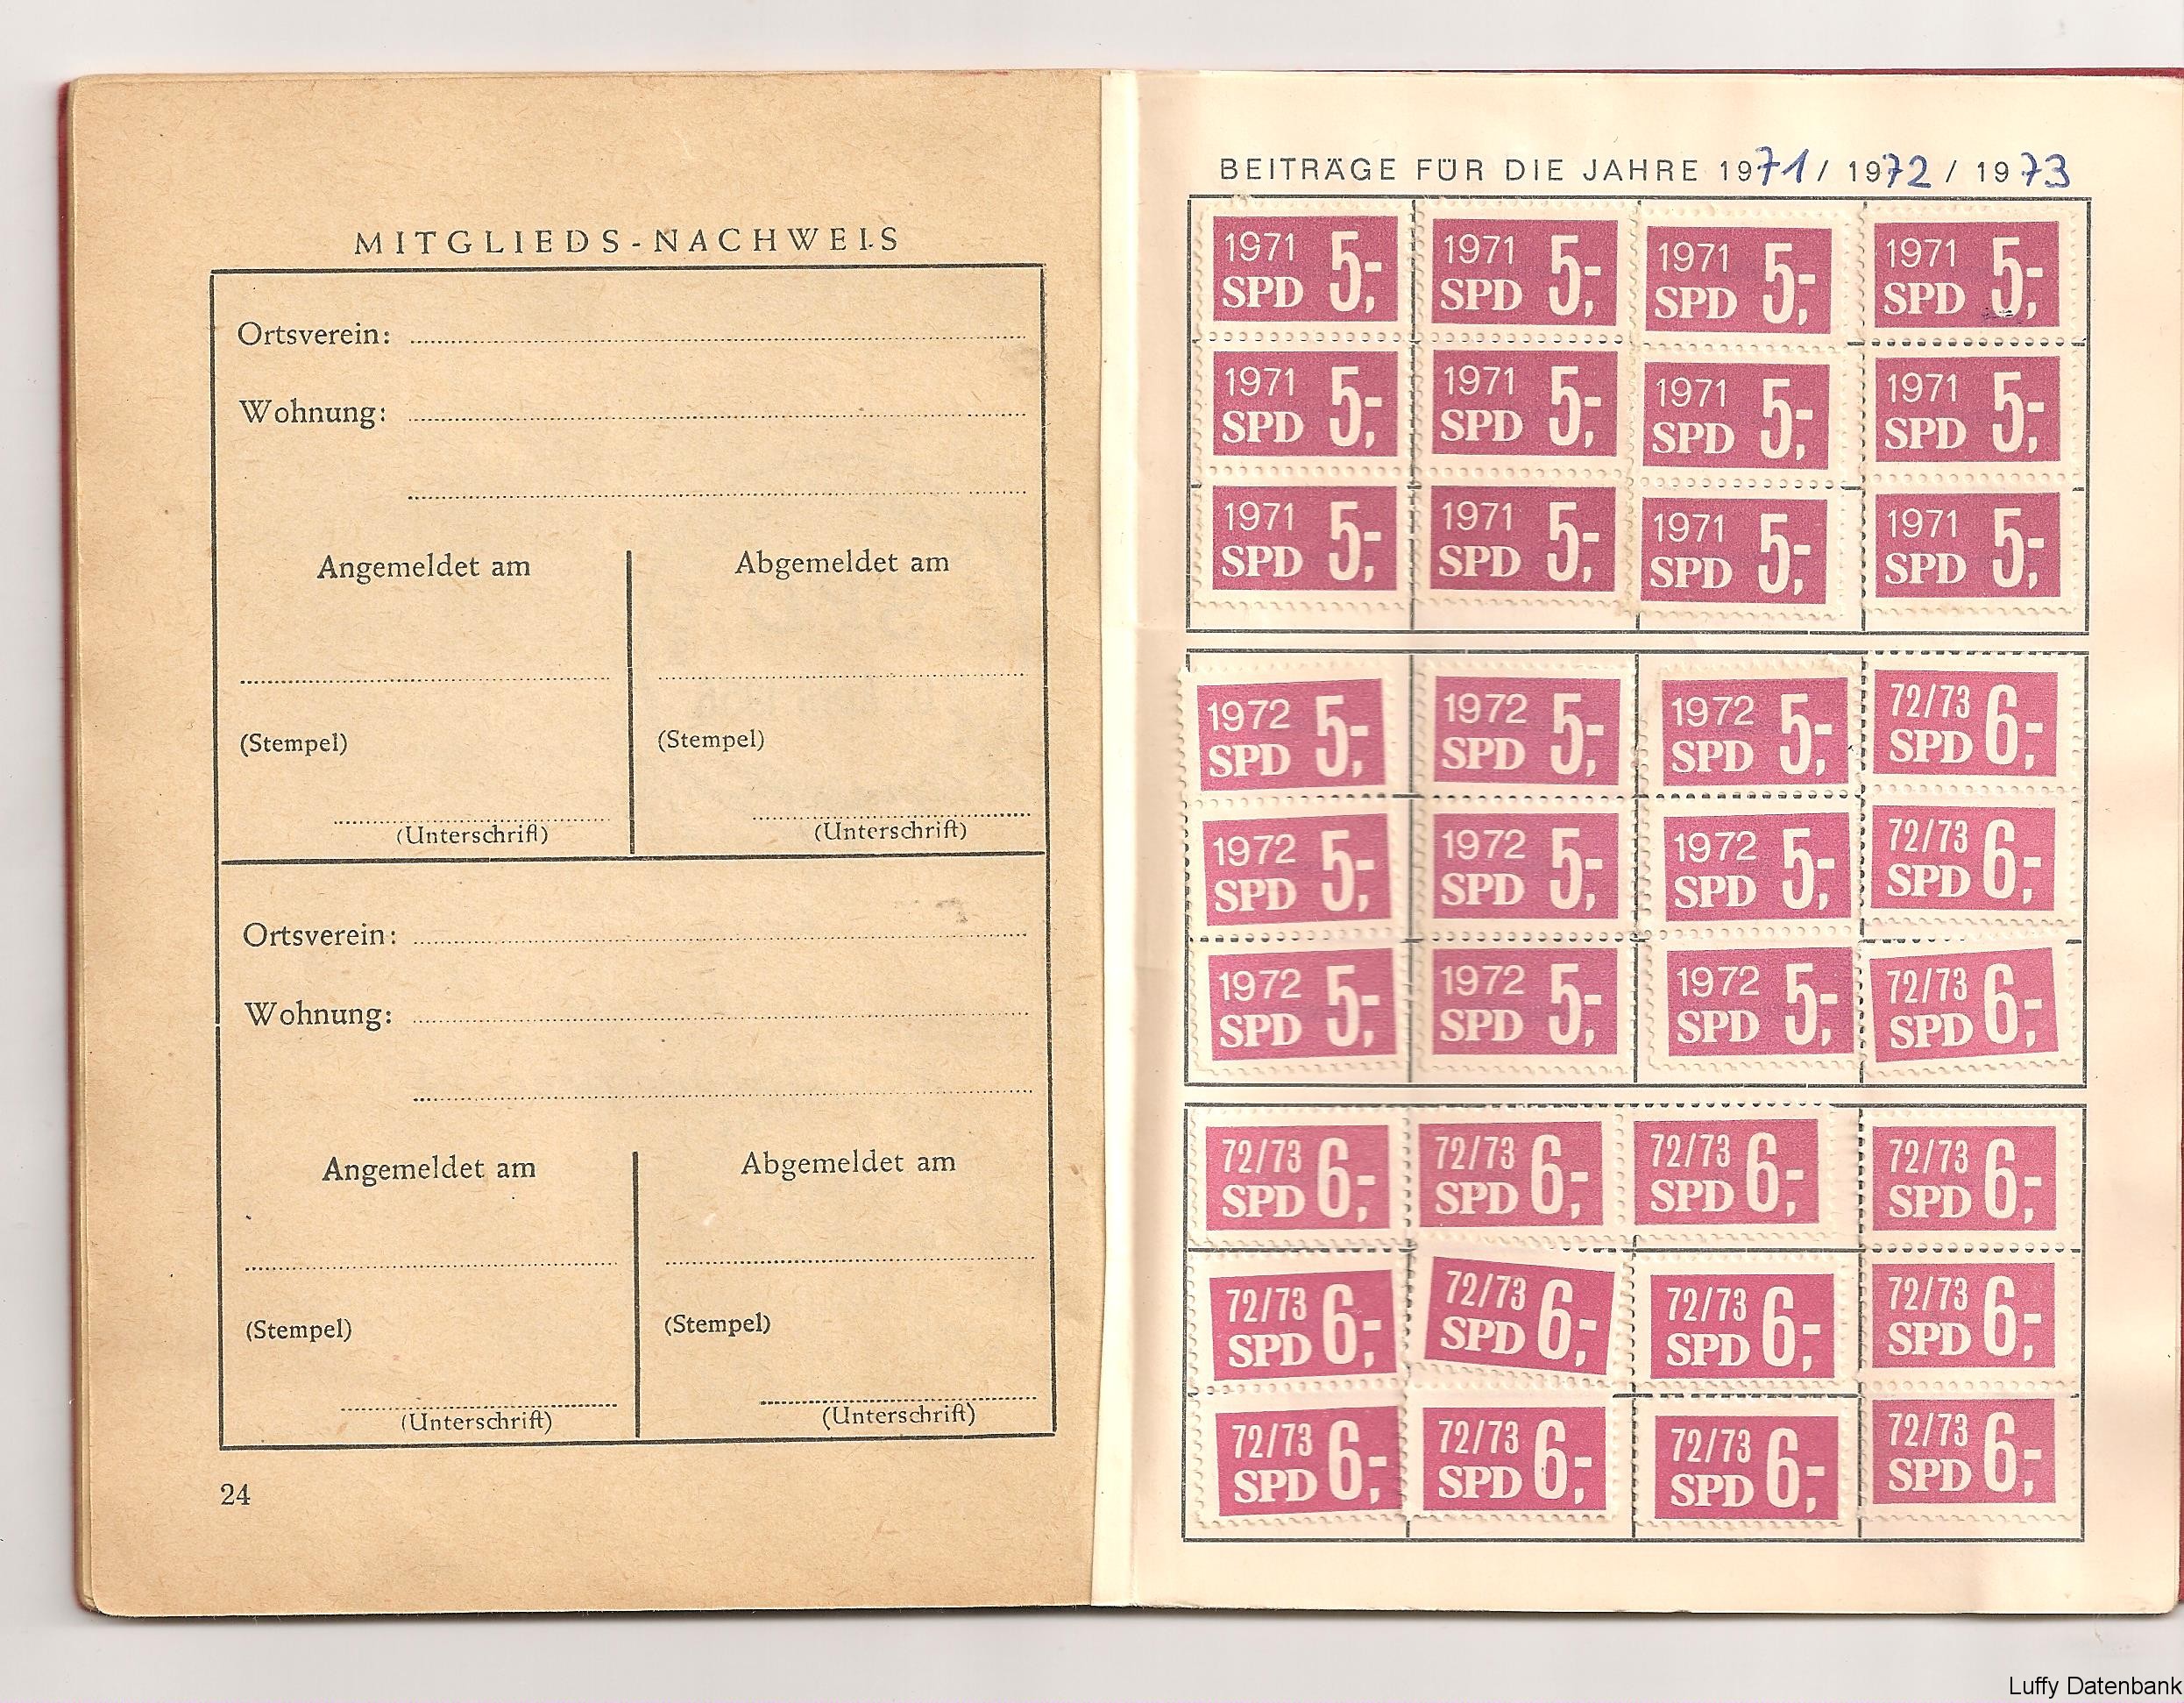 MITGLIEDS-NACHWEIS
Ortsverein:
Wohnung:
Angemeldet am
Abgemeldet am
(Stempel)
(Stempel)
(Unterschrift)
(Unterschrift)
Ortsverein:
Wohnung:
Angemeldet am
Abgemeldet am
(Stempel)
(Stempel)
(Unterschrift)
(Unterschrift)
24
BEITRÄGE FÜR DIE JAHRE 1971 / 1972 / 1973
1971 SPD 5,- 1971 SPD 5,- 1971 SPD 5,- 1971 SPD 5,-
1971 SPD 5,- 1971 SPD 5,- 1971 SPD 5,- 1971 SPD 5,-
1971 SPD 5,- 1971 SPD 5,- 1971 SPD 5,- 1971 SPD 5,-
1972 SPD 5,- 1972 SPD 5,- 1972 SPD 5,- 72/73 SPD 6,-
1972 SPD 5,- 1972 SPD 5,- 1972 SPD 5,- 72/73 SPD 6,-
1972 SPD 5,- 1972 SPD 5,- 1972 SPD 5,- 72/73 SPD 6,-
72/73 SPD 6,- 72/73 SPD 6,- 72/73 SPD 6,- 72/73 SPD 6,-
72/73 SPD 6,- 72/73 SPD 6,- 72/73 SPD 6,- 72/73 SPD 6,-
72/73 SPD 6,- 72/73 SPD 6,- 72/73 SPD 6,- 72/73 SPD 6,-
Luffy Datenbank